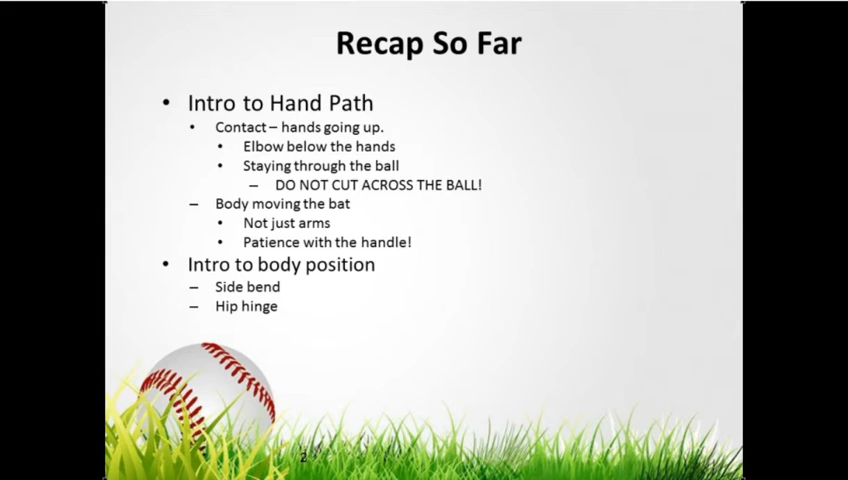 Recap So Far
• Intro to Hand Path
• Contact – hands going up.
• Elbow below the hands
• Staying through the ball
– DO NOT CUT ACROSS THE BALL!
– Body moving the bat
• Not just arms
• Patience with the handle!
• Intro to body position
– Side bend
– Hip hinge
2